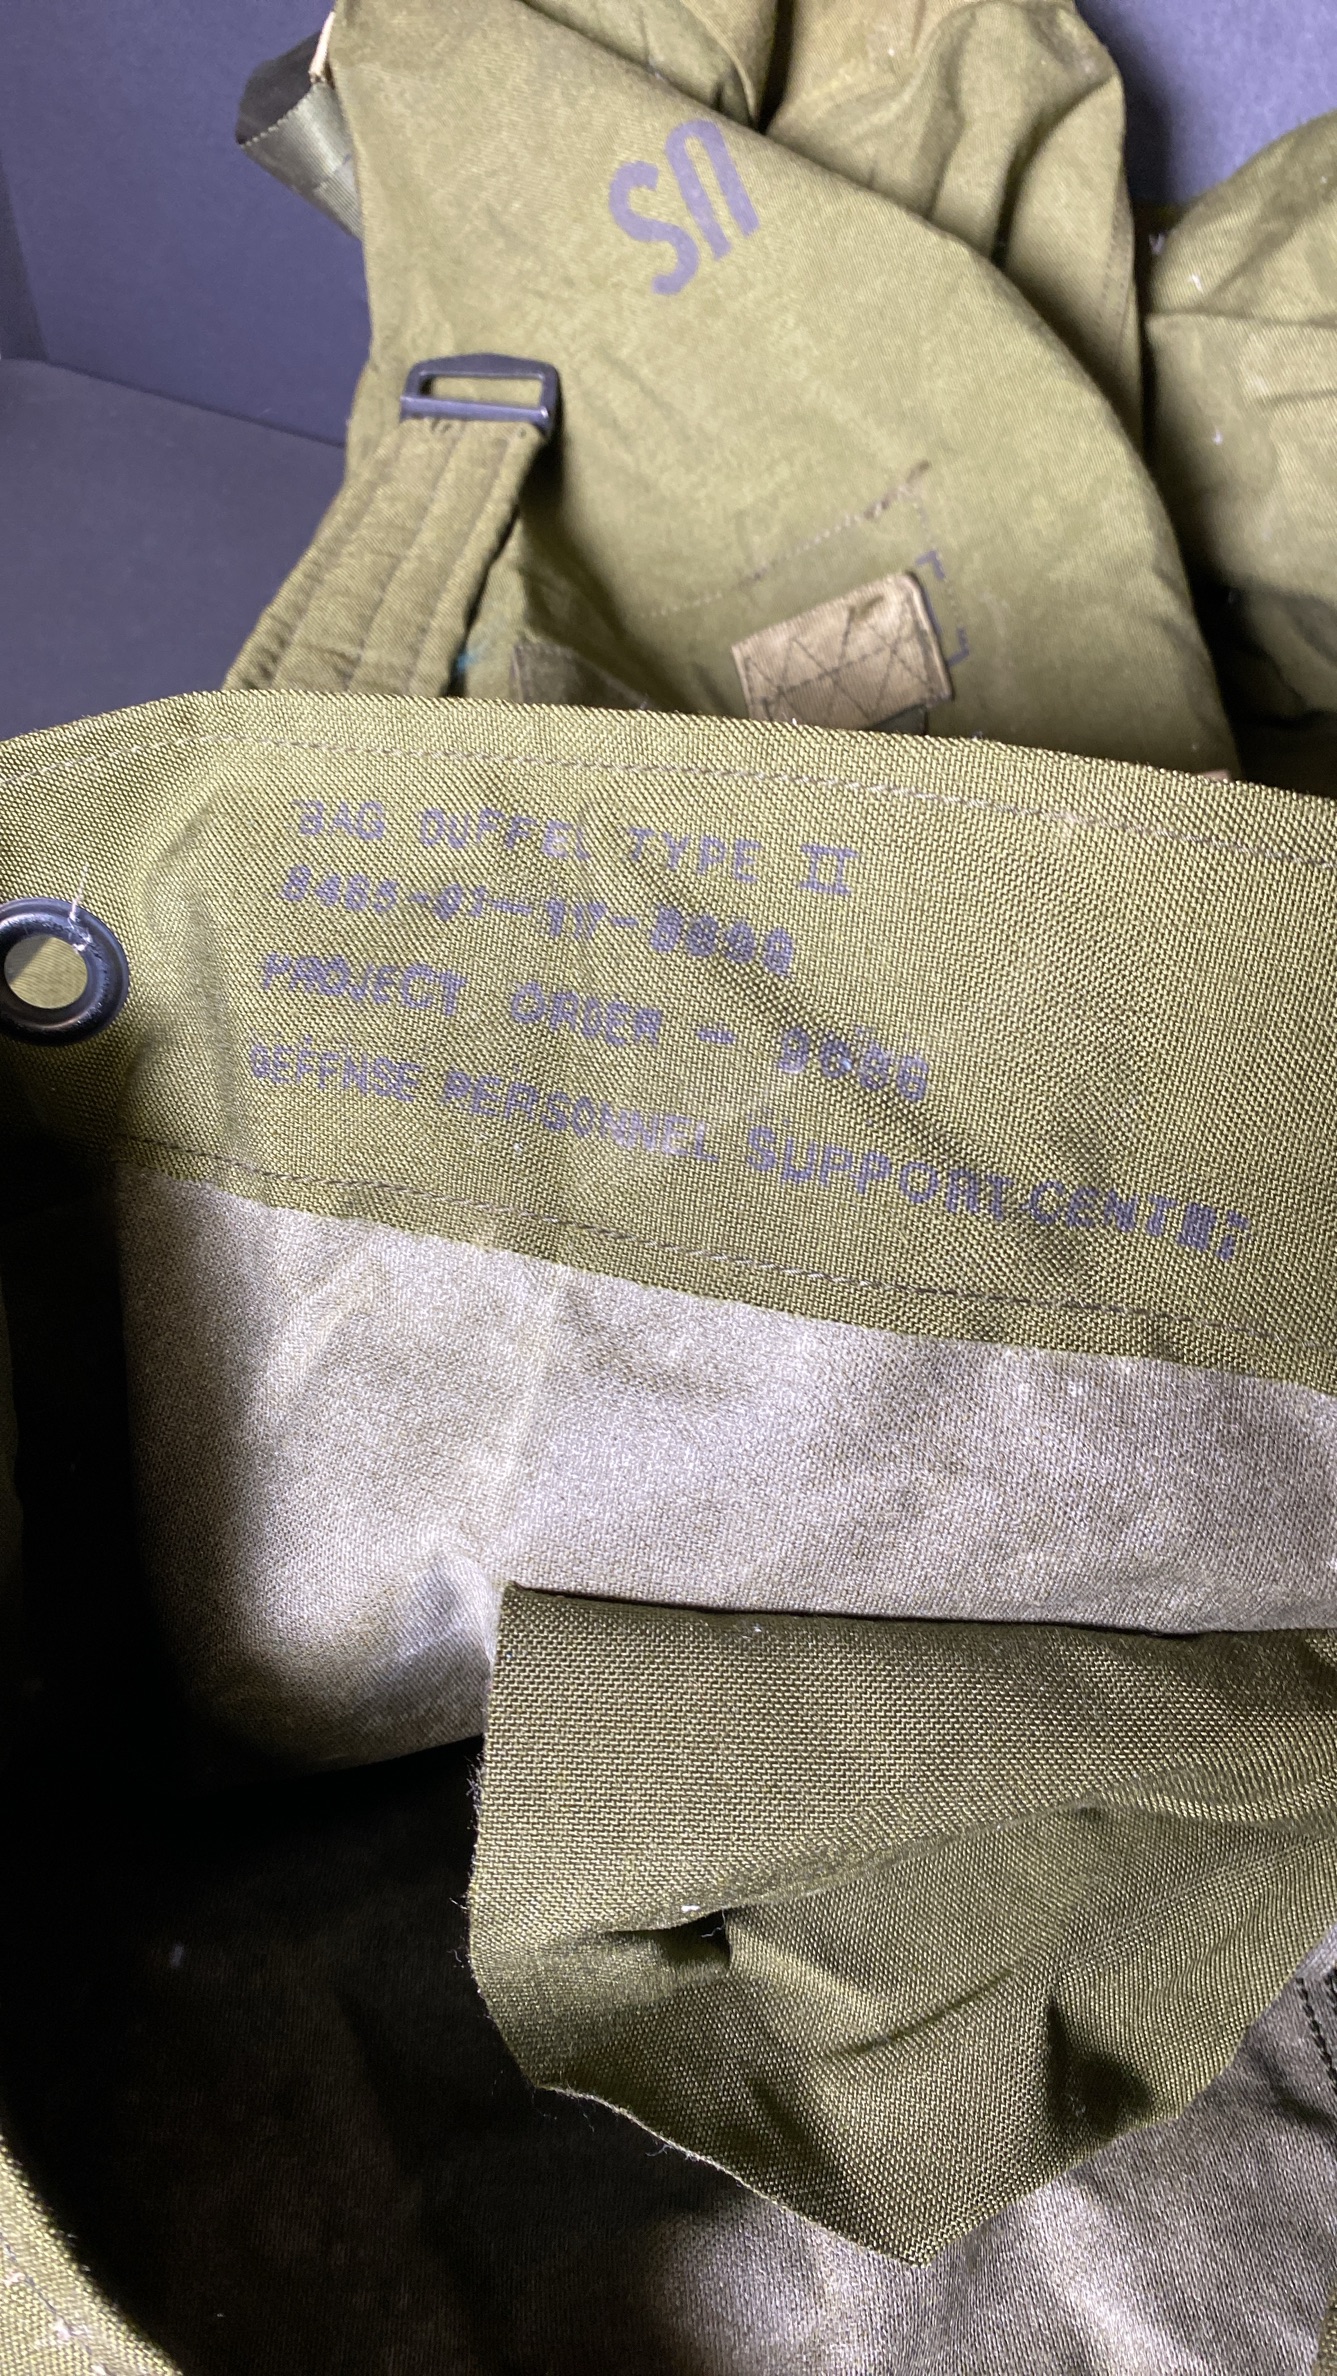 US
BAG DUFFEL TYPE II
PROJECT ORDER -
DEFENSE PERSONNEL SUPPORT CENTER